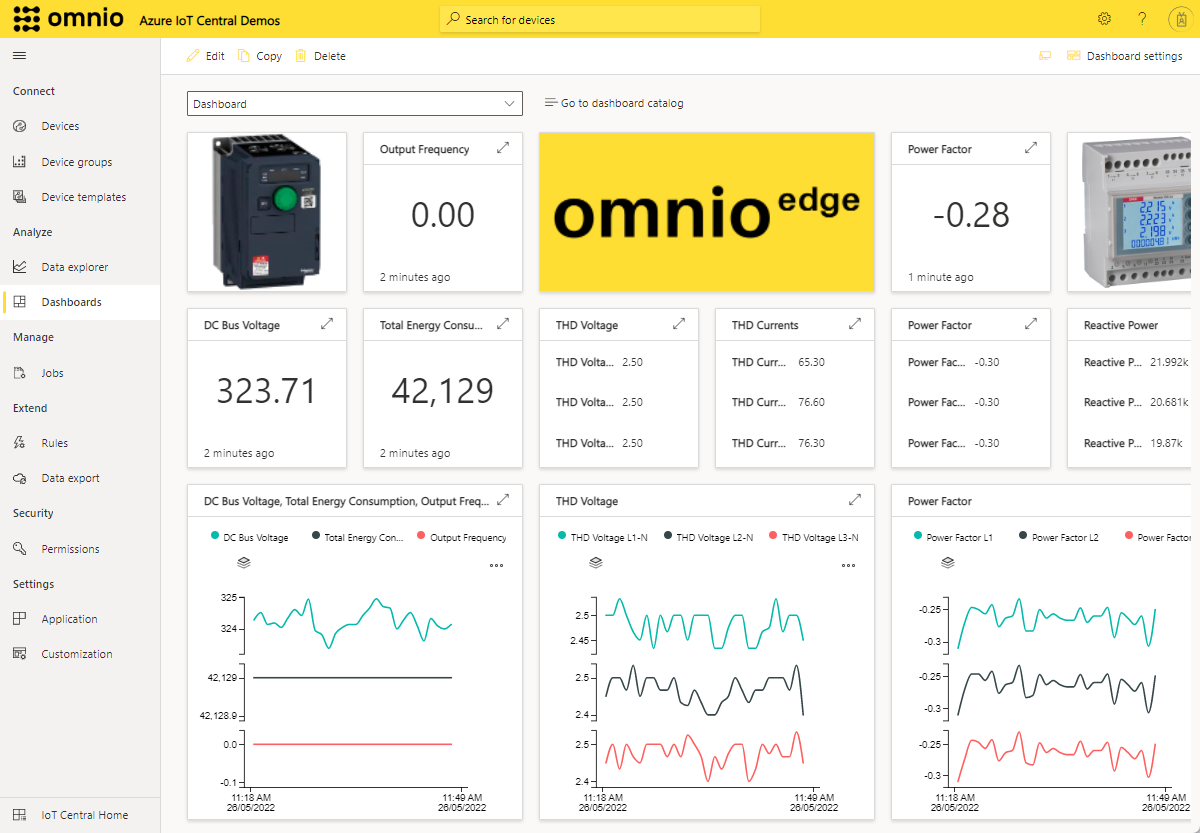 omnio Azure IoT Central Demos
Search for devices
?
Edit Copy Delete
Dashboard settings
Connect
Devices
Device groups
Device templates
Analyze
Data explorer
Dashboards
Manage
Jobs
Extend
Rules
Data export
Security
Permissions
Settings
Application
Customization
IoT Central Home
Dashboard
Go to dashboard catalog
Output Frequency
0.00
2 minutes ago
omnio edge
Power Factor
-0.28
1 minute ago
2.215
2.223
2.198
DC Bus Voltage
323.71
2 minutes ago
Total Energy Consu...
42,129
2 minutes ago
THD Voltage
THD Volta... 2.50
THD Volta... 2.50
THD Volta... 2.50
THD Currents
THD Curr... 65.30
THD Curr... 76.60
THD Curr... 76.30
Power Factor
Power Fac... -0.30
Power Fac... -0.30
Power Fac... -0.30
Reactive Power
Reactive P... 21.992k
Reactive P... 20.681k
Reactive P... 19.87k
DC Bus Voltage, Total Energy Consumption, Output Freq...
DC Bus Voltage Total Energy Con... Output Frequency
325
324
42,129
42,128.9
0.0
-0.1
11:18 AM 11:49 AM
26/05/2022 26/05/2022
THD Voltage
THD Voltage L1-N THD Voltage L2-N THD Voltage L3-N
2.5
2.45
2.5
2.4
2.5
2.4
11:18 AM 11:49 AM
26/05/2022 26/05/2022
Power Factor
Power Factor L1 Power Factor L2 Power Factor
-0.25
-0.3
-0.25
-0.3
-0.25
-0.3
11:18 AM 11:49 AM
26/05/2022 26/05/2022